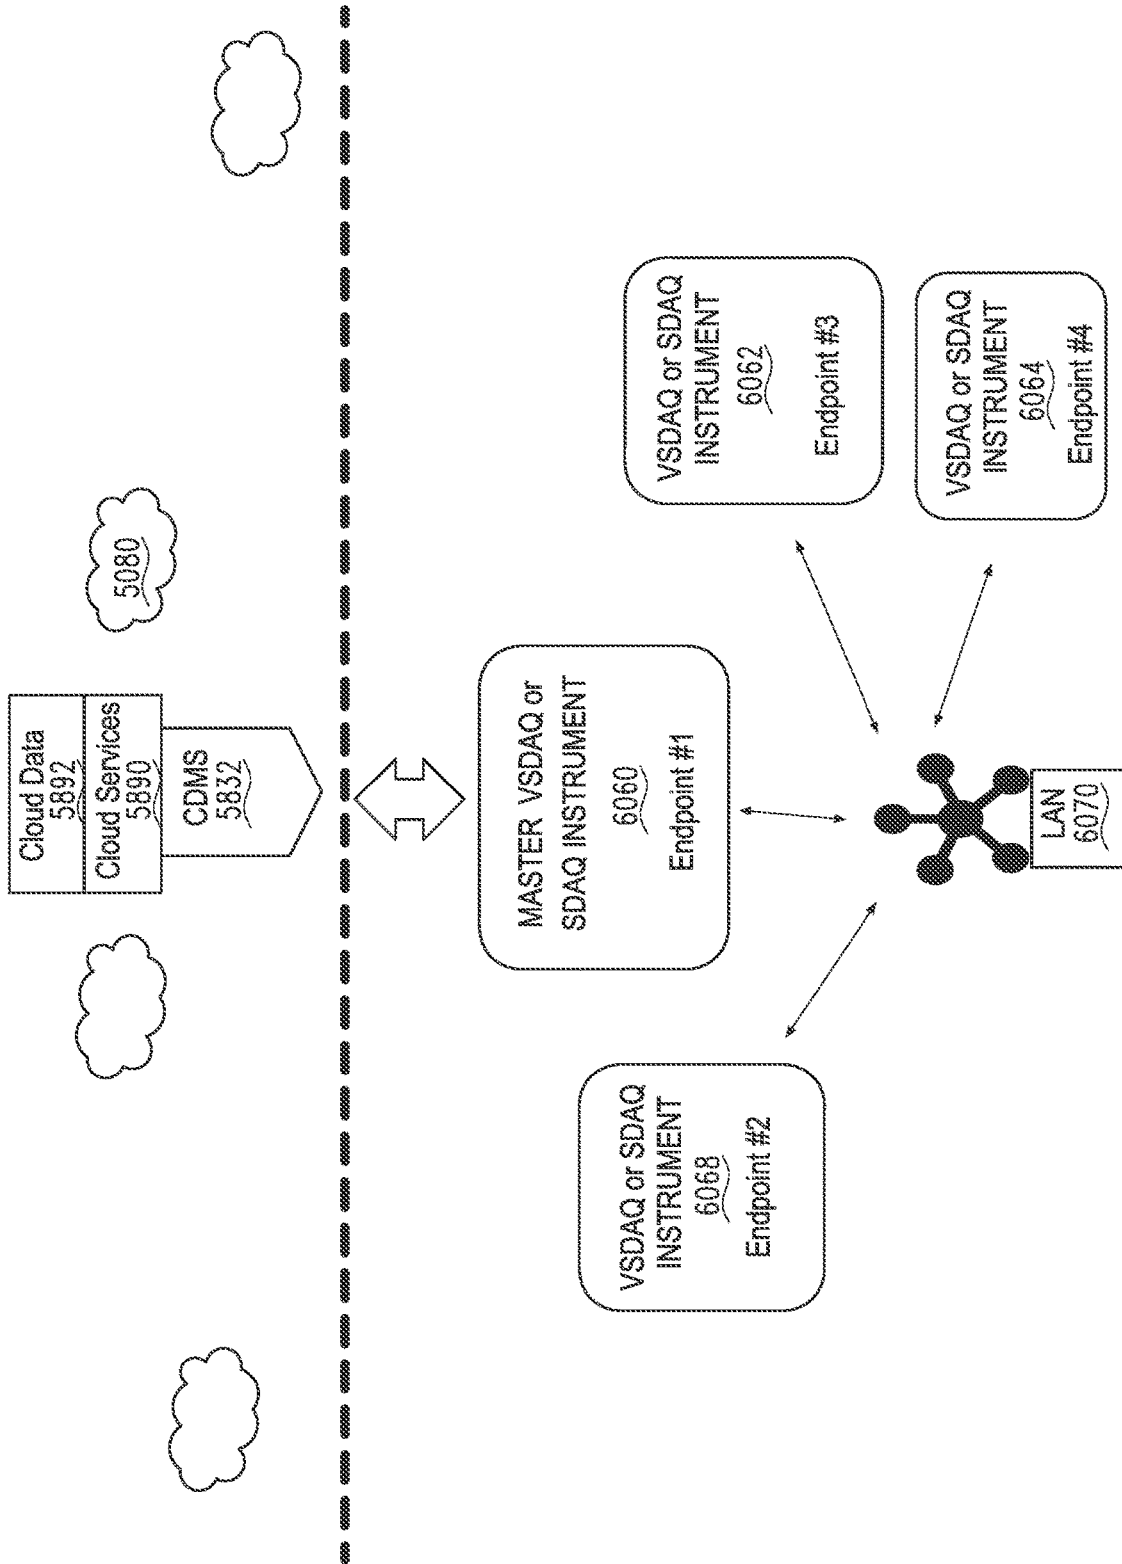 Cloud Data
5892
Cloud Services
5890
CDMS
5832
5080
MASTER VSDAQ or
SDAQ INSTRUMENT
6060
Endpoint #1
VSDAQ or SDAQ
INSTRUMENT
6068
Endpoint #2
VSDAQ or SDAQ
INSTRUMENT
6062
Endpoint #3
VSDAQ or SDAQ
INSTRUMENT
6064
Endpoint #4
LAN
6070